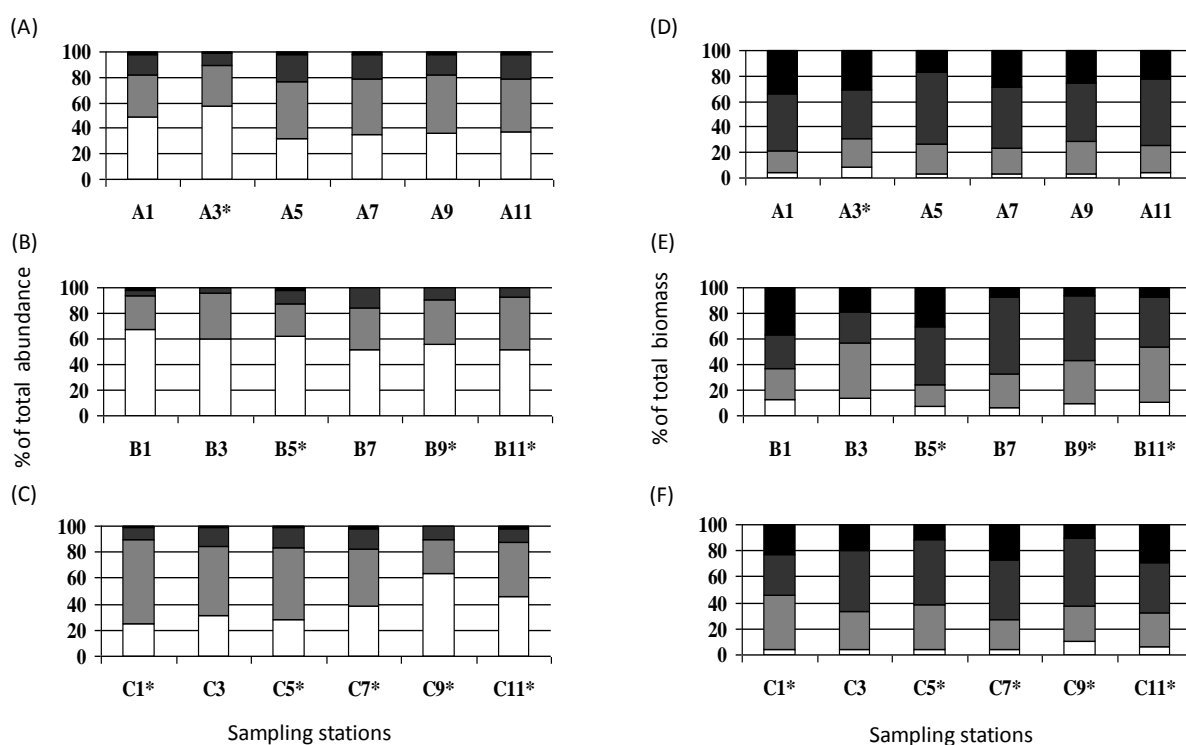 (A)
100
80
60
40
20
0
A1 A3* A5 A7 A9 A11
(B)
100
80
60
40
20
0
B1 B3 B5* B7 B9* B11*
(C)
100
80
60
40
20
0
C1* C3 C5* C7* C9* C11*
% of total abundance
Sampling stations
(D)
100
80
60
40
20
0
A1 A3* A5 A7 A9 A11
(E)
100
80
60
40
20
0
B1 B3 B5* B7 B9* B11*
(F)
100
80
60
40
20
0
C1* C3 C5* C7* C9* C11*
% of total biomass
Sampling stations